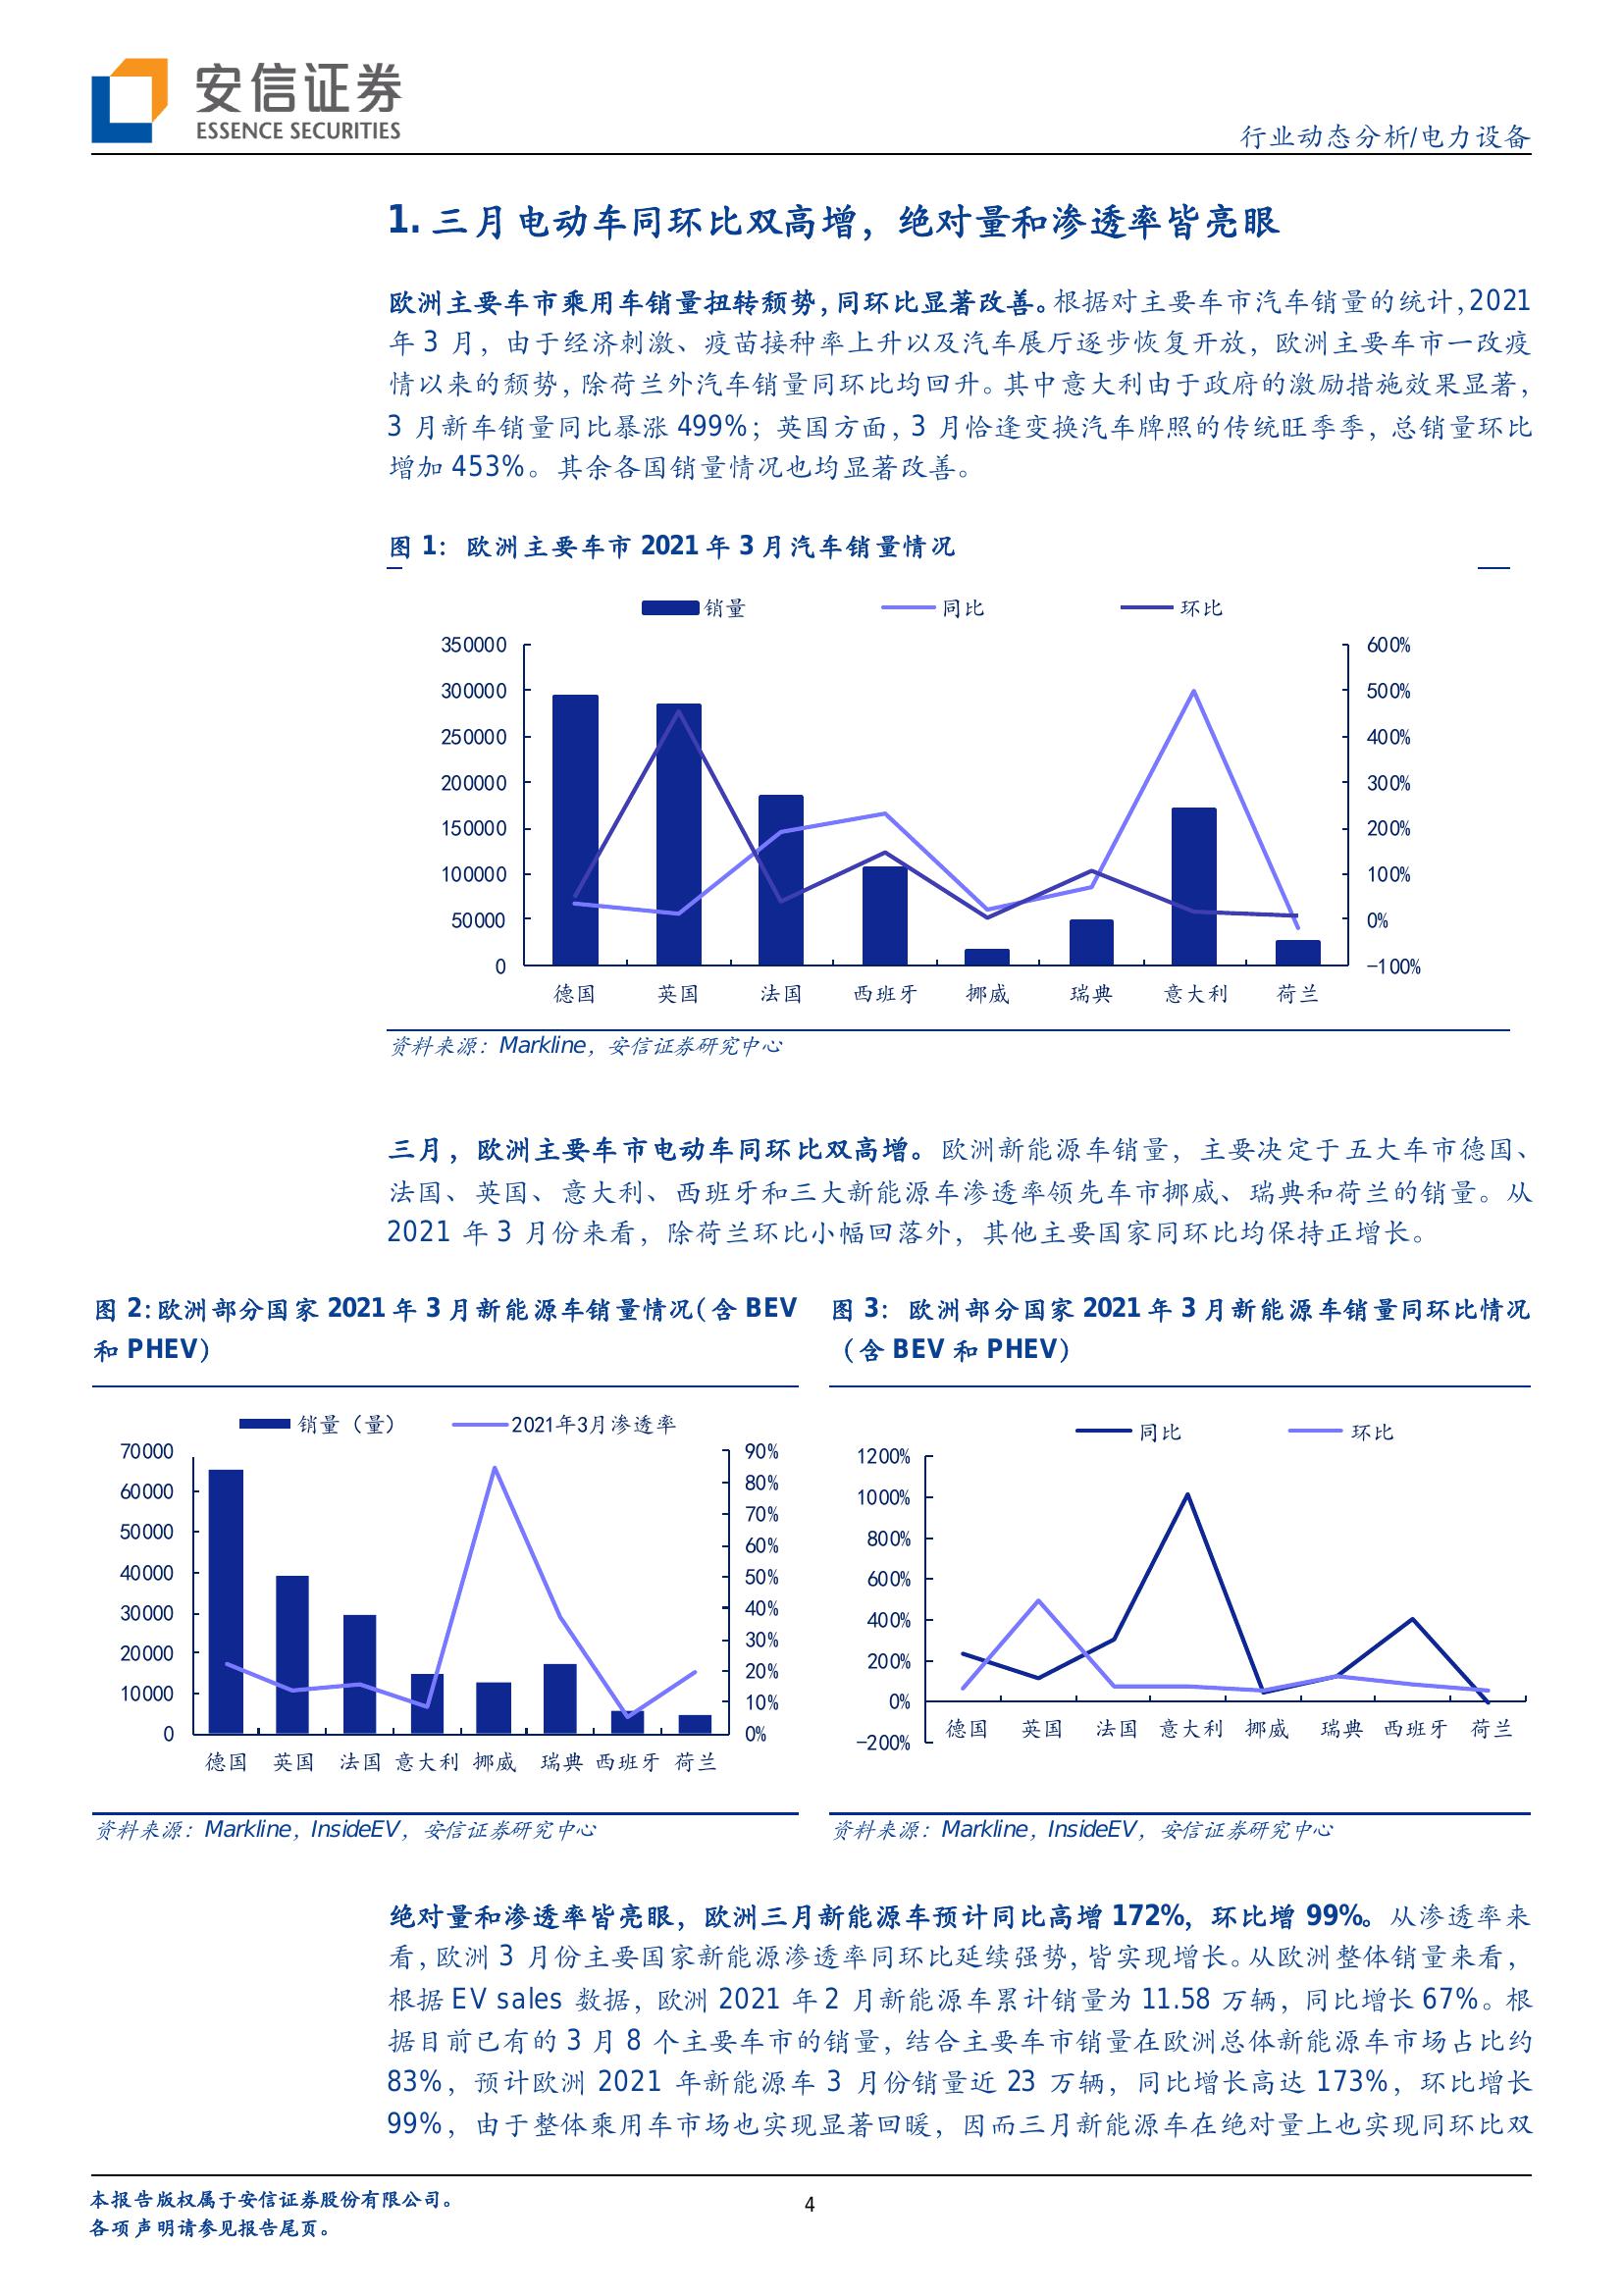 安信证券
ESSENCE SECURITIES
行业动态分析/电力设备
1. 三月电动车同环比双高增，绝对量和渗透率皆亮眼
欧洲主要车市乘用车销量扭转颓势，同环比显著改善。根据对主要车市汽车销量的统计，2021
年 3 月，由于经济刺激、疫苗接种率上升以及汽车展厅逐步恢复开放，欧洲主要车市一改疫
情以来的颓势，除荷兰外汽车销量同环比均回升。其中意大利由于政府的激励措施效果显著，
3 月新车销量同比暴涨 499%；英国方面，3 月恰逢变换汽车牌照的传统旺季季，总销量环比
增加 453%。其余各国销量情况也均显著改善。
图 1：欧洲主要车市 2021 年 3 月汽车销量情况
销量 同比 环比
350000 600%
300000 500%
250000 400%
200000 300%
150000 200%
100000 100%
50000 0%
0 -100%
德国 英国 法国 西班牙 挪威 瑞典 意大利 荷兰
资料来源：Markline，安信证券研究中心
三月，欧洲主要车市电动车同环比双高增。欧洲新能源车销量，主要决定于五大车市德国、
法国、英国、意大利、西班牙和三大新能源车渗透率领先车市挪威、瑞典和荷兰的销量。从
2021 年 3 月份来看，除荷兰环比小幅回落外，其他主要国家同环比均保持正增长。
图 2：欧洲部分国家 2021 年 3 月新能源车销量情况（含 BEV
和 PHEV）
销量（量） 2021年3月渗透率
70000 90%
60000 80%
50000 70%
40000 60%
30000 50%
20000 40%
10000 30%
0 20%
10%
0%
德国 英国 法国 意大利 挪威 瑞典 西班牙 荷兰
资料来源：Markline，InsideEV，安信证券研究中心
图 3：欧洲部分国家 2021 年 3 月新能源车销量同环比情况
（含 BEV 和 PHEV）
同比 环比
1200%
1000%
800%
600%
400%
200%
0%
-200%
德国 英国 法国 意大利 挪威 瑞典 西班牙 荷兰
资料来源：Markline，InsideEV，安信证券研究中心
绝对量和渗透率皆亮眼，欧洲三月新能源车预计同比高增 172%，环比增 99%。从渗透率来
看，欧洲 3 月份主要国家新能源渗透率同环比延续强势，皆实现增长。从欧洲整体销量来看，
根据 EV sales 数据，欧洲 2021 年 2 月新能源车累计销量为 11.58 万辆，同比增长 67%。根
据目前已有的 3 月 8 个主要车市的销量，结合主要车市销量在欧洲总体新能源车市场占比约
83%，预计欧洲 2021 年新能源车 3 月份销量近 23 万辆，同比增长高达 173%，环比增长
99%，由于整体乘用车市场也实现显著回暖，因而三月新能源车在绝对量上也实现同环比双
本报告版权属于安信证券股份有限公司。
各项声明请参见报告尾页。
4